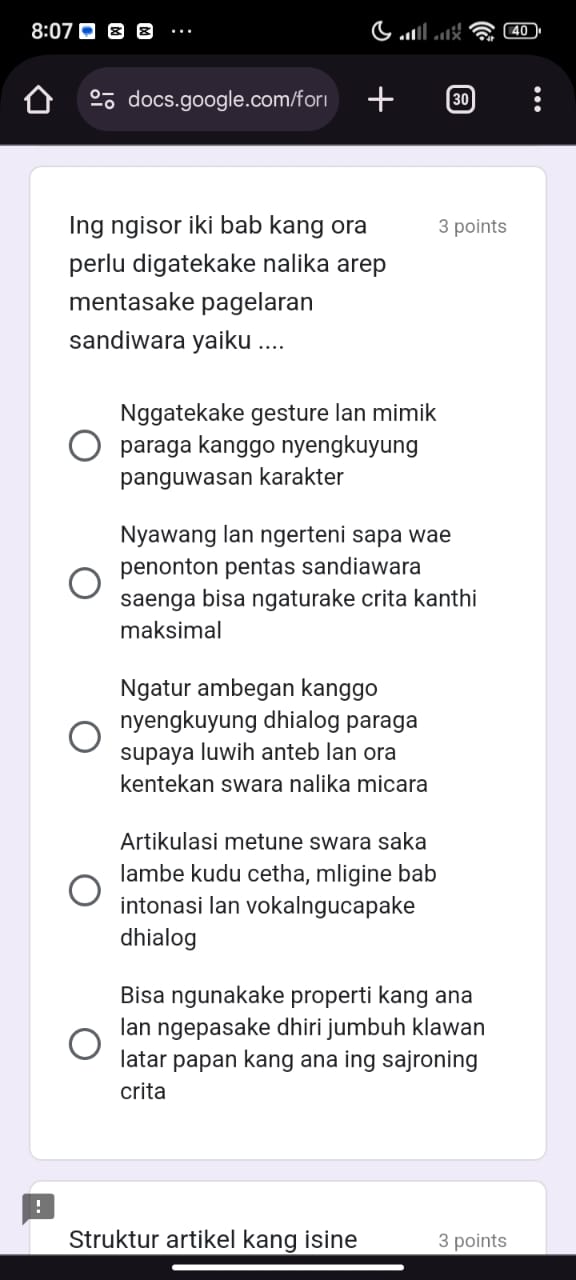 8:07
40
docs.google.com/forı
30
Ing ngisor iki bab kang ora
3 points
perlu digatekake nalika arep
mentasake pagelaran
sandiwara yaiku ....
Nggatekake gesture lan mimik
paraga kanggo nyengkuyung
panguwasan karakter
Nyawang lan ngerteni sapa wae
penonton pentas sandiawara
saenga bisa ngaturake crita kanthi
maksimal
Ngatur ambegan kanggo
nyengkuyung dhialog paraga
supaya luwih anteb lan ora
kentekan swara nalika micara
Artikulasi metune swara saka
lambe kudu cetha, mligine bab
intonasi lan vokalngucapake
dhialog
Bisa ngunakake properti kang ana
lan ngepasake dhiri jumbuh klawan
latar papan kang ana ing sajroning
crita
Struktur artikel kang isine
3 points